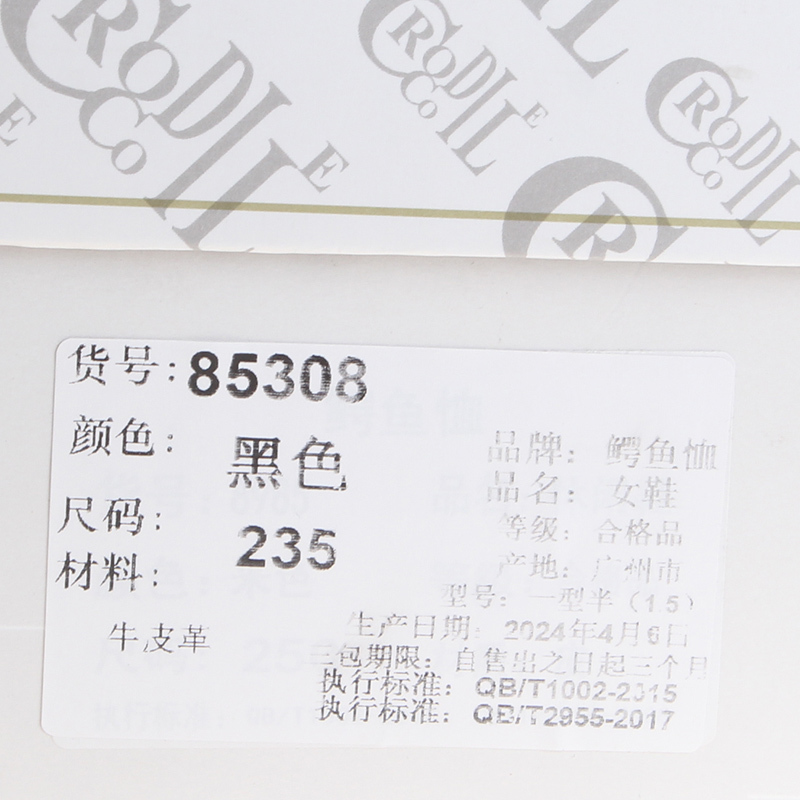 CROCODILE
CROCODILE
CROCODILE
货号:85308
颜色: 黑色
尺码: 235
材料:
牛皮革
品牌: 鳄鱼恤
品名: 女鞋
等级: 合格品
产地: 广州市
型号: 一型半（1.5）
生产日期: 2024年4月6日
三包期限: 自售出之日起三个月
执行标准: QB/T1002-2015
执行标准: QB/T2955-2017